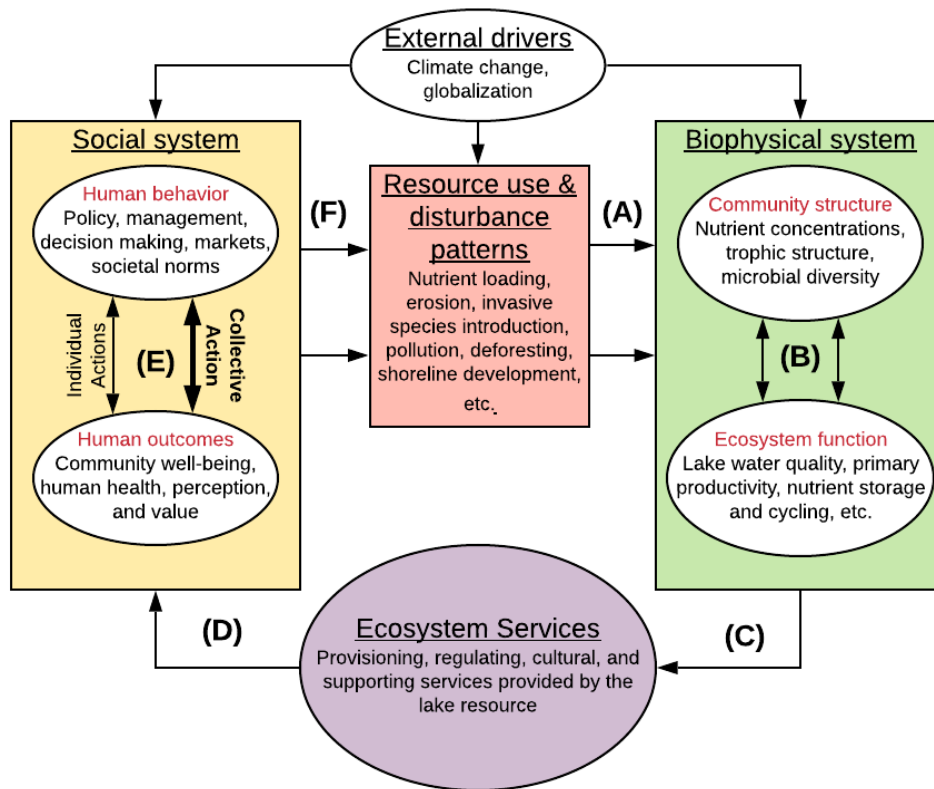 External drivers
Climate change,
globalization
Social system
Human behavior
Policy, management,
decision making, markets,
societal norms
Individual
Actions
(E)
Collective
Action
Human outcomes
Community well-being,
human health, perception,
and value
(F)
Resource use &
disturbance
patterns
Nutrient loading,
erosion, invasive
species introduction,
pollution, deforesting,
shoreline development,
etc.
(A)
Biophysical system
Community structure
Nutrient concentrations,
trophic structure,
microbial diversity
(B)
Ecosystem function
Lake water quality, primary
productivity, nutrient storage
and cycling, etc.
(D)
Ecosystem Services
Provisioning, regulating, cultural, and
supporting services provided by the
lake resource
(C)